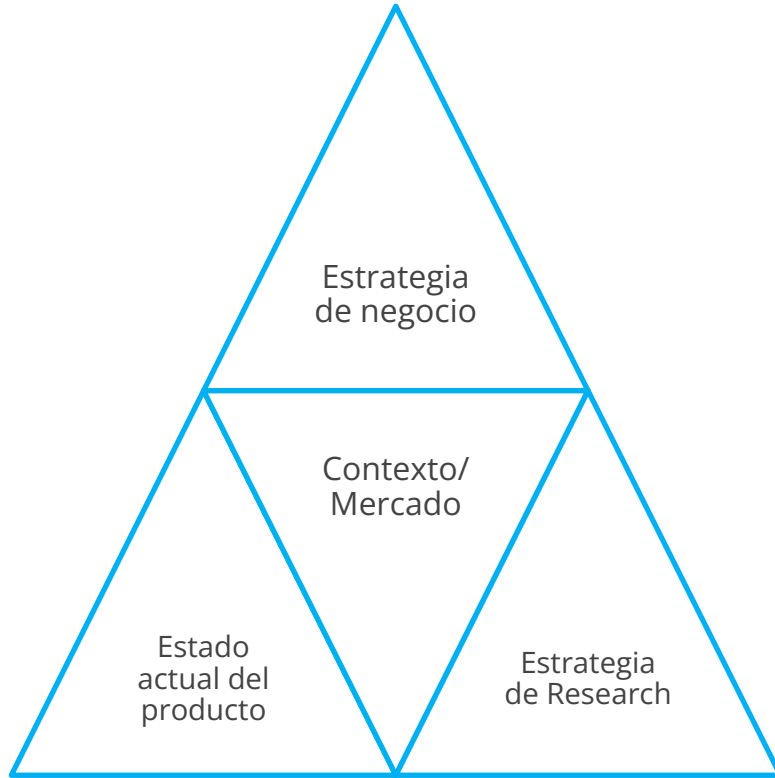 Estrategia
de negocio
Contexto/
Mercado
Estado
actual del
producto
Estrategia
de Research